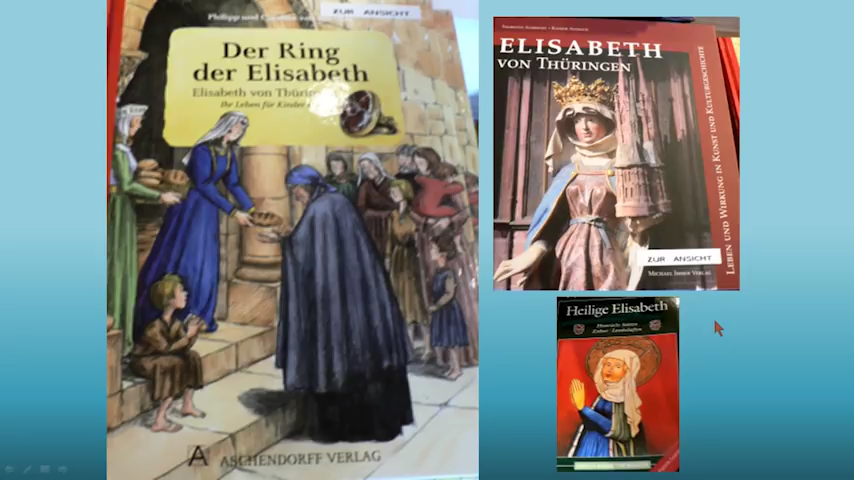 Philipp und
ZUR ANSICHT
Der Ring
der Elisabeth
Elisabeth von
Ihr Leben für Kinder
ASCHENDORFF VERLAG
ELISABETH
VON THÜRINGEN
LEBEN UND WIRKUNG IN KUNST UND KULTURGESCHICHTE
ZUR ANSICHT
MICHAEL IMHOF VERLAG
Heilige Elisabeth